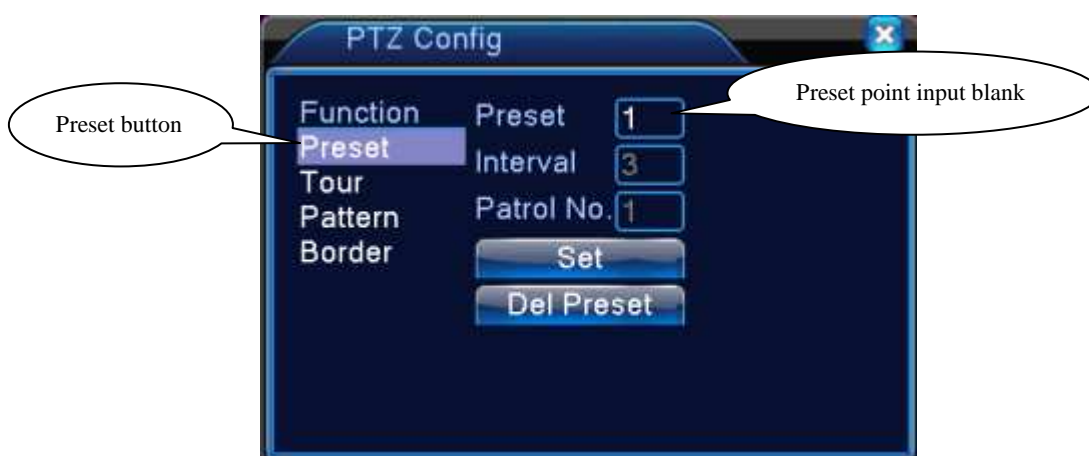 PTZ Config
Preset button
Preset point input blank
Function
Preset
Tour
Pattern
Border
Preset 1
Interval 3
Patrol No. 1
Set
Del Preset